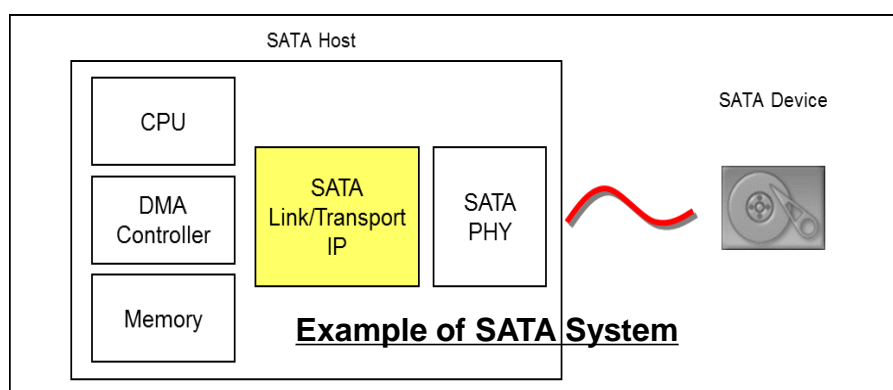 SATA Host
CPU
DMA
Controller
Memory
SATA
Link/Transport
IP
SATA
PHY
SATA Device
Example of SATA System